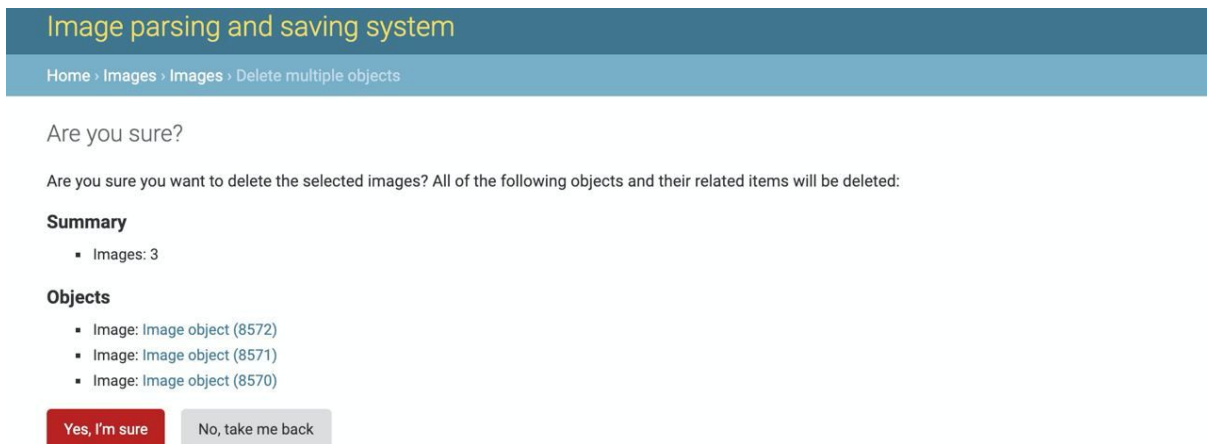 Image parsing and saving system
Home › Images › Images › Delete multiple objects
Are you sure?
Are you sure you want to delete the selected images? All of the following objects and their related items will be deleted:
Summary
▪ Images: 3
Objects
▪ Image: Image object (8572)
▪ Image: Image object (8571)
▪ Image: Image object (8570)
Yes, I’m sure No, take me back